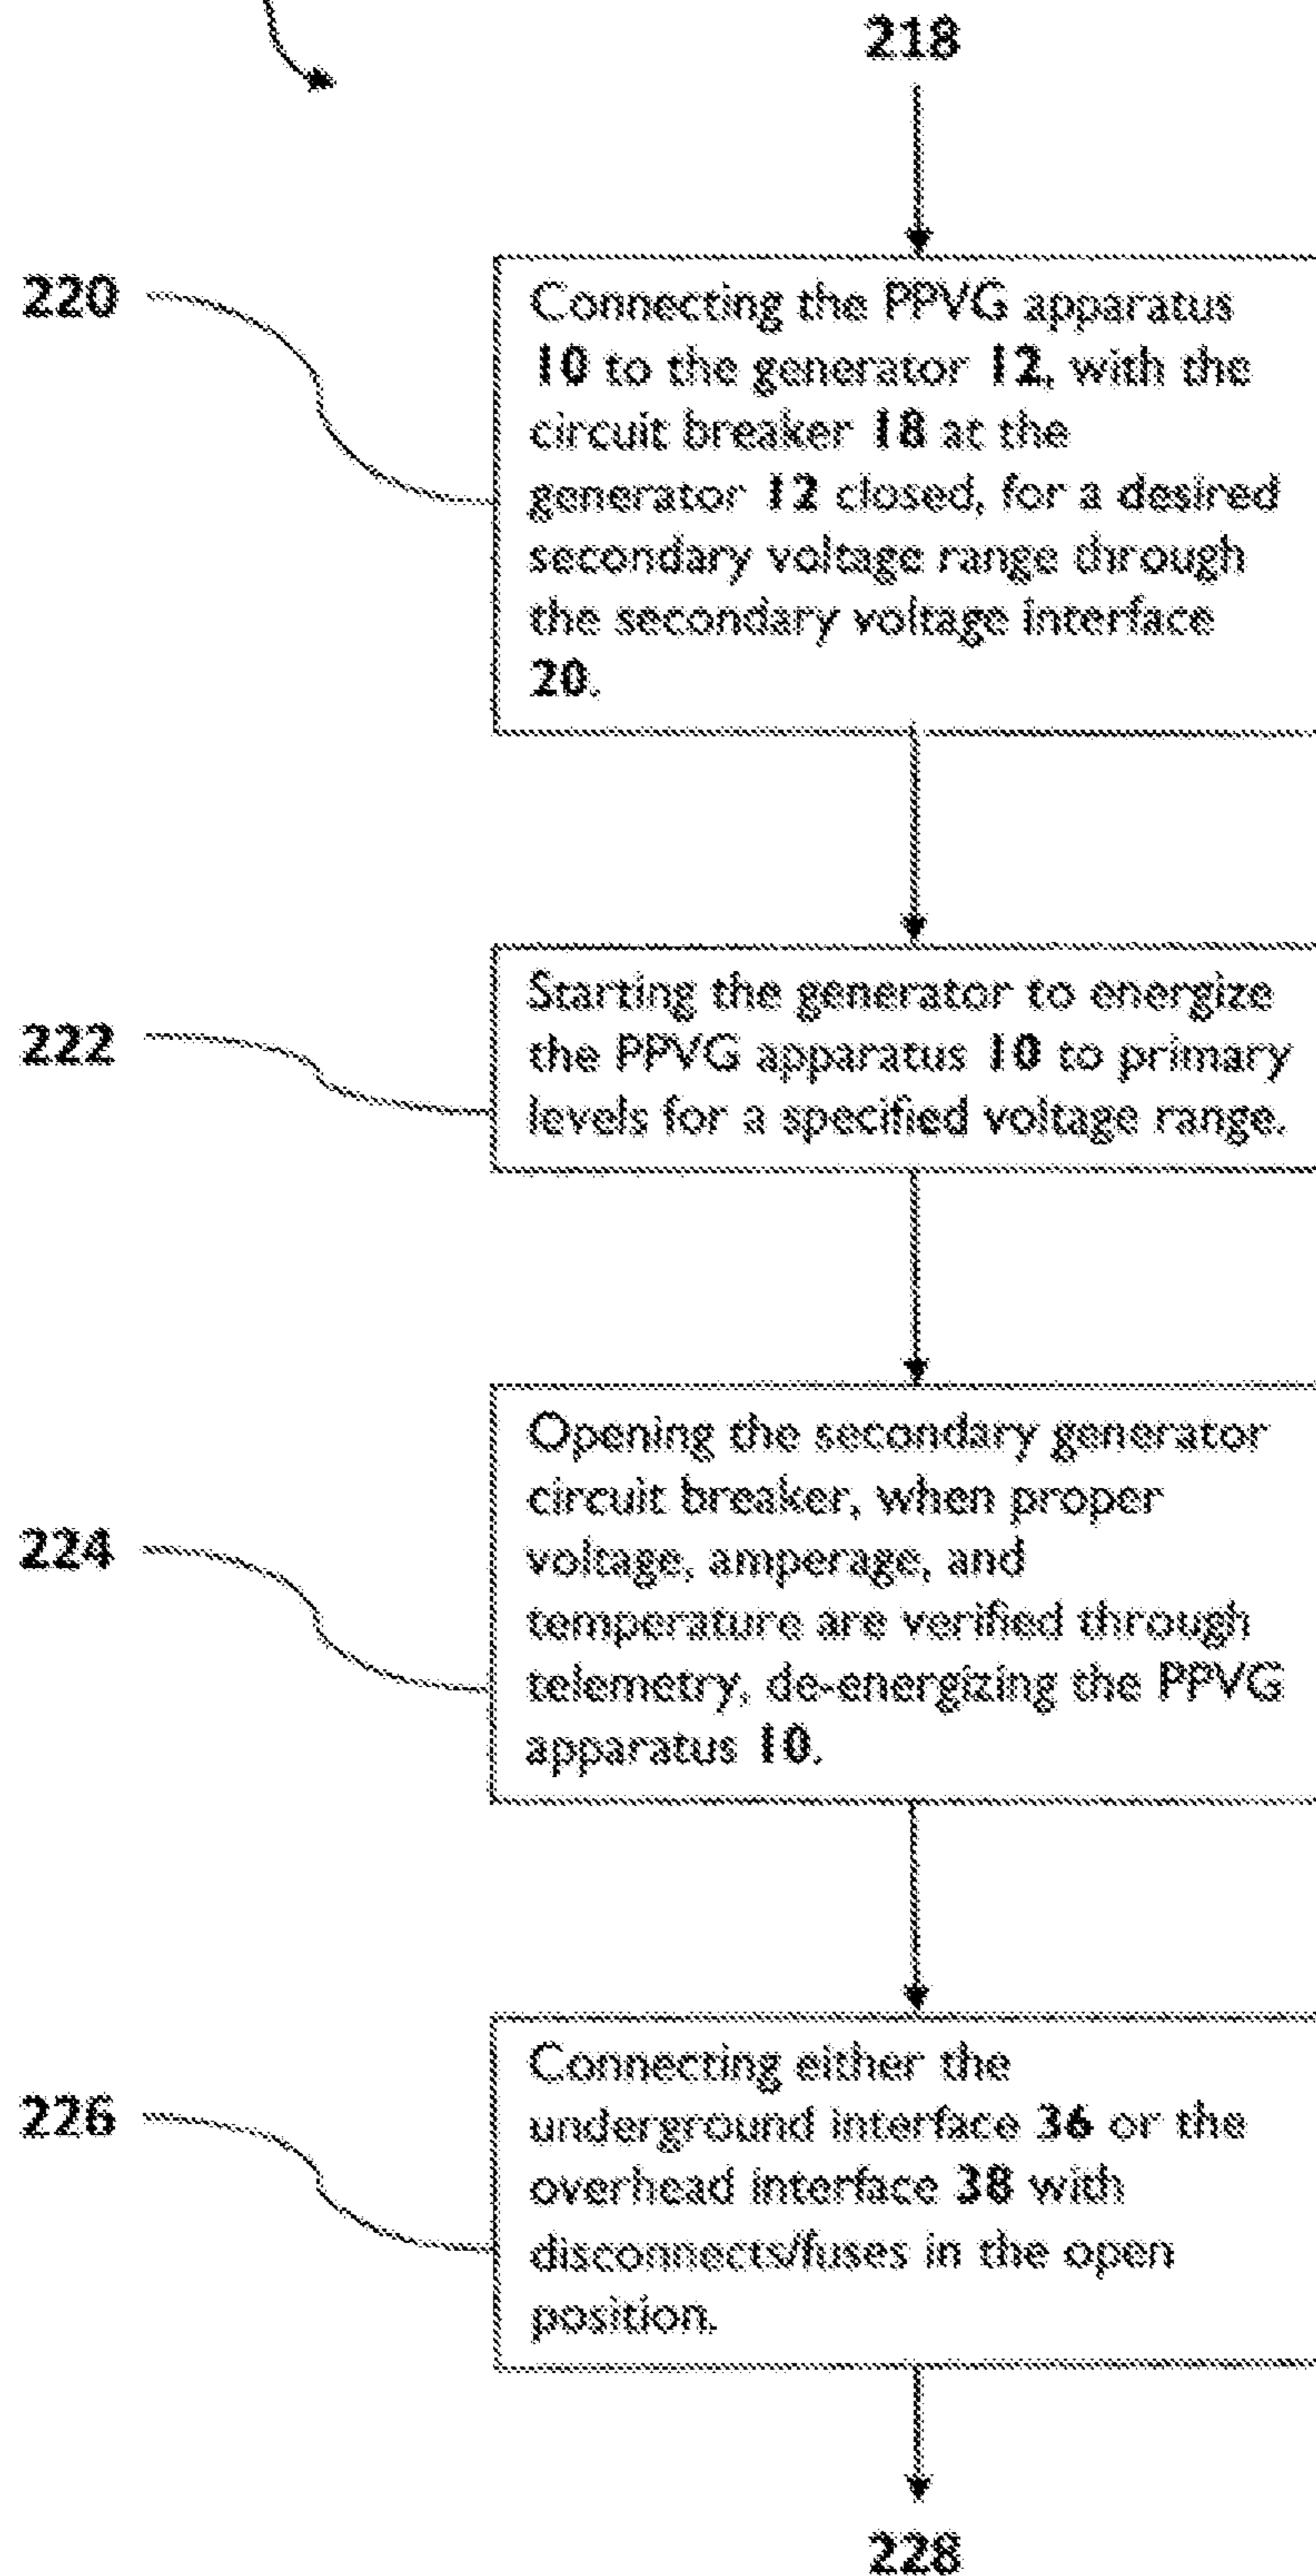 218
220
Connecting the PPVG apparatus
10 to the generator 12, with the
circuit breaker 18 at the
generator 12 closed, for a desired
secondary voltage range through
the secondary voltage interface
20.
222
Starting the generator to energize
the PPVG apparatus 10 to primary
levels for a specified voltage range.
224
Opening the secondary generator
circuit breaker, when proper
voltage, amperage, and
temperature are verified through
telemetry, de-energizing the PPVG
apparatus 10.
226
Connecting either the
underground interface 36 or the
overhead interface 38 with
disconnects/fuses in the open
position.
228